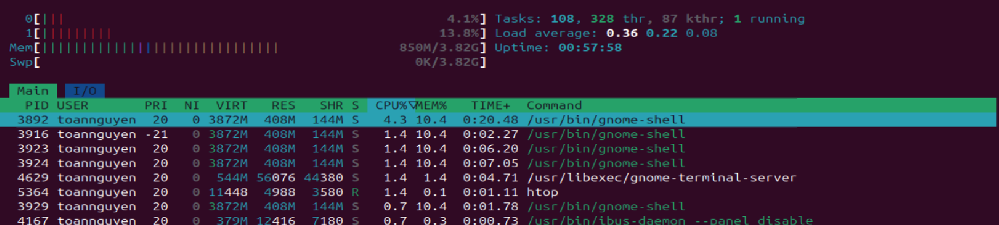 0[|||                    4.1%] Tasks: 108, 328 thr, 87 kthr; 1 running
1[|||||||||              13.8%] Load average: 0.36 0.22 0.08
Mem[||||||||||||||||||||||||||||||     850M/3.82G] Uptime: 00:57:58
Swp[                     0K/3.82G]
Main I/O
PID USER PRI NI VIRT RES SHR S CPU%▽MEM% TIME+ Command
3892 toannguyen 20 0 3872M 408M 144M S 4.3 10.4 0:20.48 /usr/bin/gnome-shell
3916 toannguyen -21 0 3872M 408M 144M S 1.4 10.4 0:02.27 /usr/bin/gnome-shell
3923 toannguyen 20 0 3872M 408M 144M S 1.4 10.4 0:06.20 /usr/bin/gnome-shell
3924 toannguyen 20 0 3872M 408M 144M S 1.4 10.4 0:07.05 /usr/bin/gnome-shell
4629 toannguyen 20 0 544M 56076 44380 S 1.4 1.4 0:04.71 /usr/libexec/gnome-terminal-server
5364 toannguyen 20 0 11448 4988 3580 R 1.4 0.1 0:01.11 htop
3929 toannguyen 20 0 3872M 408M 144M S 0.7 10.4 0:01.78 /usr/bin/gnome-shell
4167 toannguyen 20 0 379M 12416 7180 S 0.7 0.3 0:00.73 /usr/bin/ibus-daemon --panel disable